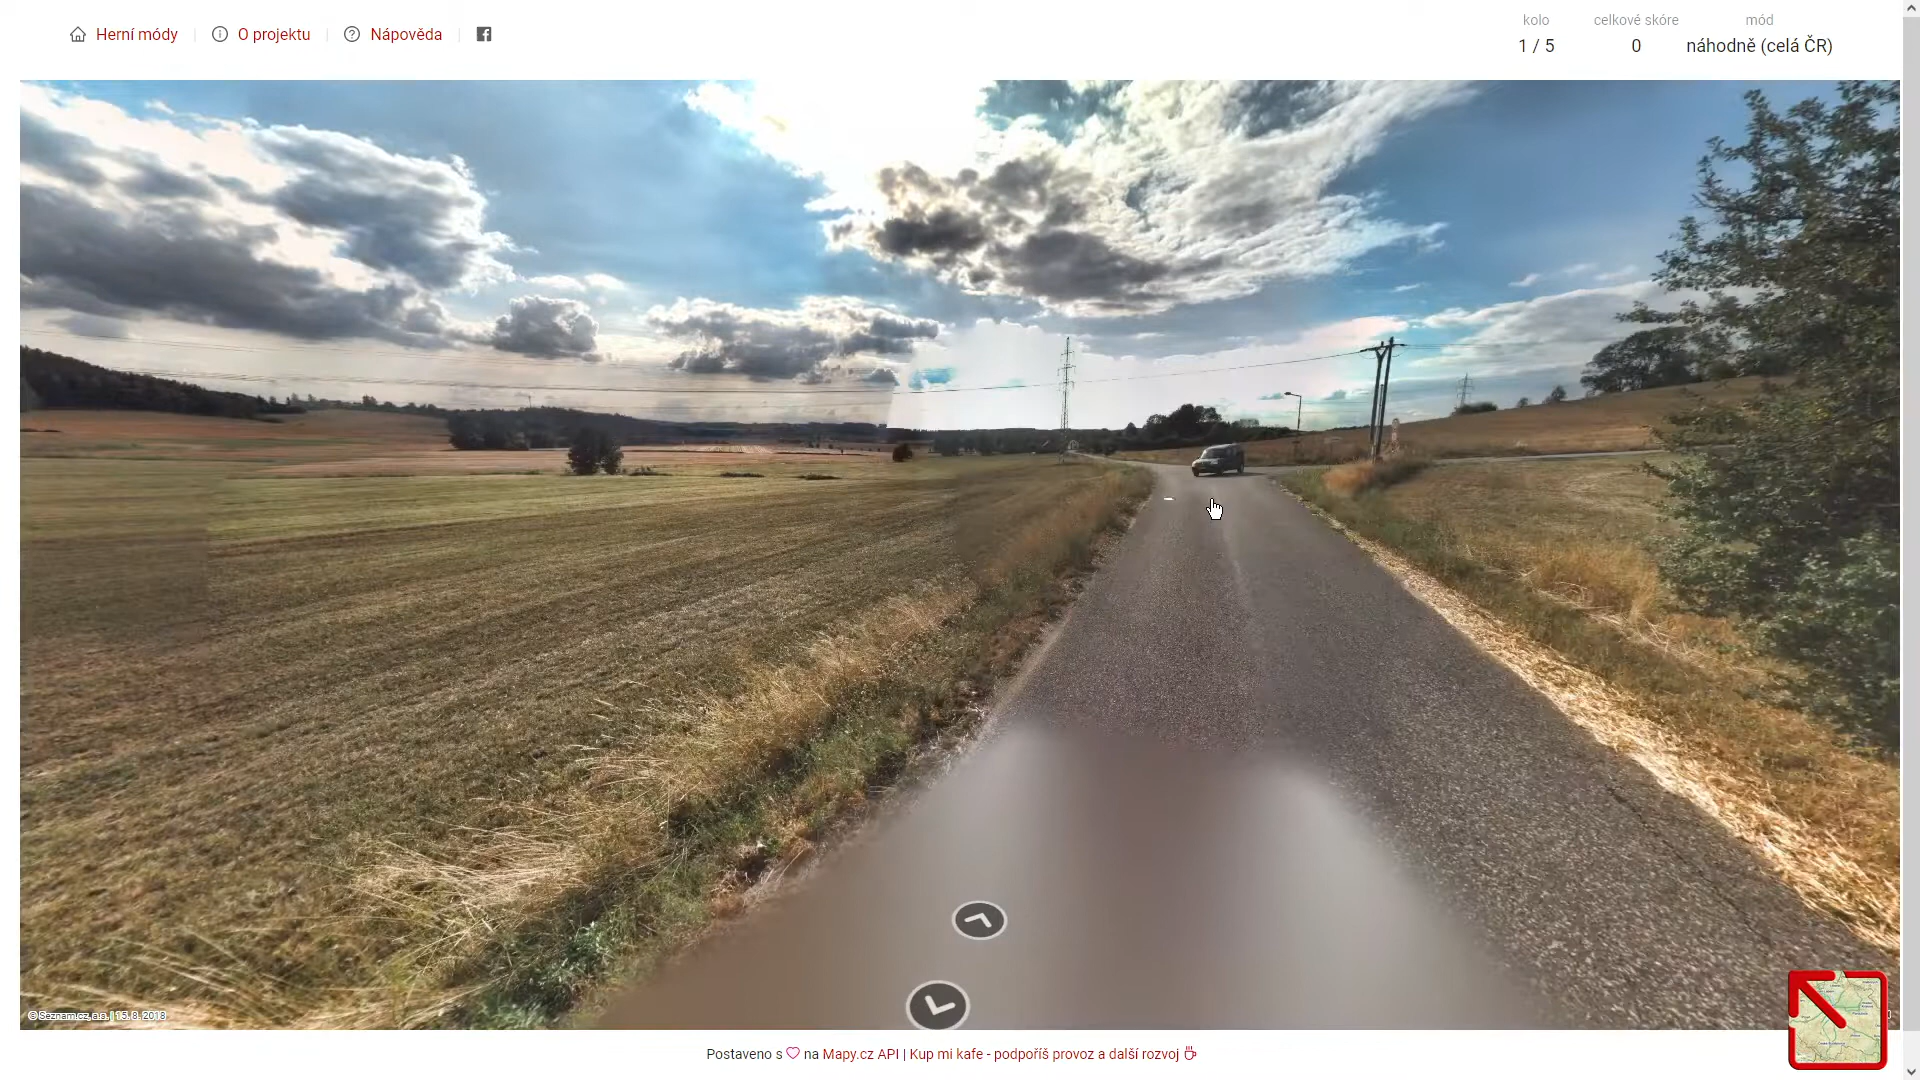 Herní módy
O projektu
Nápověda
kolo
1 / 5
celkové skóre
0
mód
náhodně (celá ČR)
© Seznam.cz, a.s. | 15. 8. 2018
Postaveno s na Mapy.cz API | Kup mi kafe - podpoříš provoz a další rozvoj